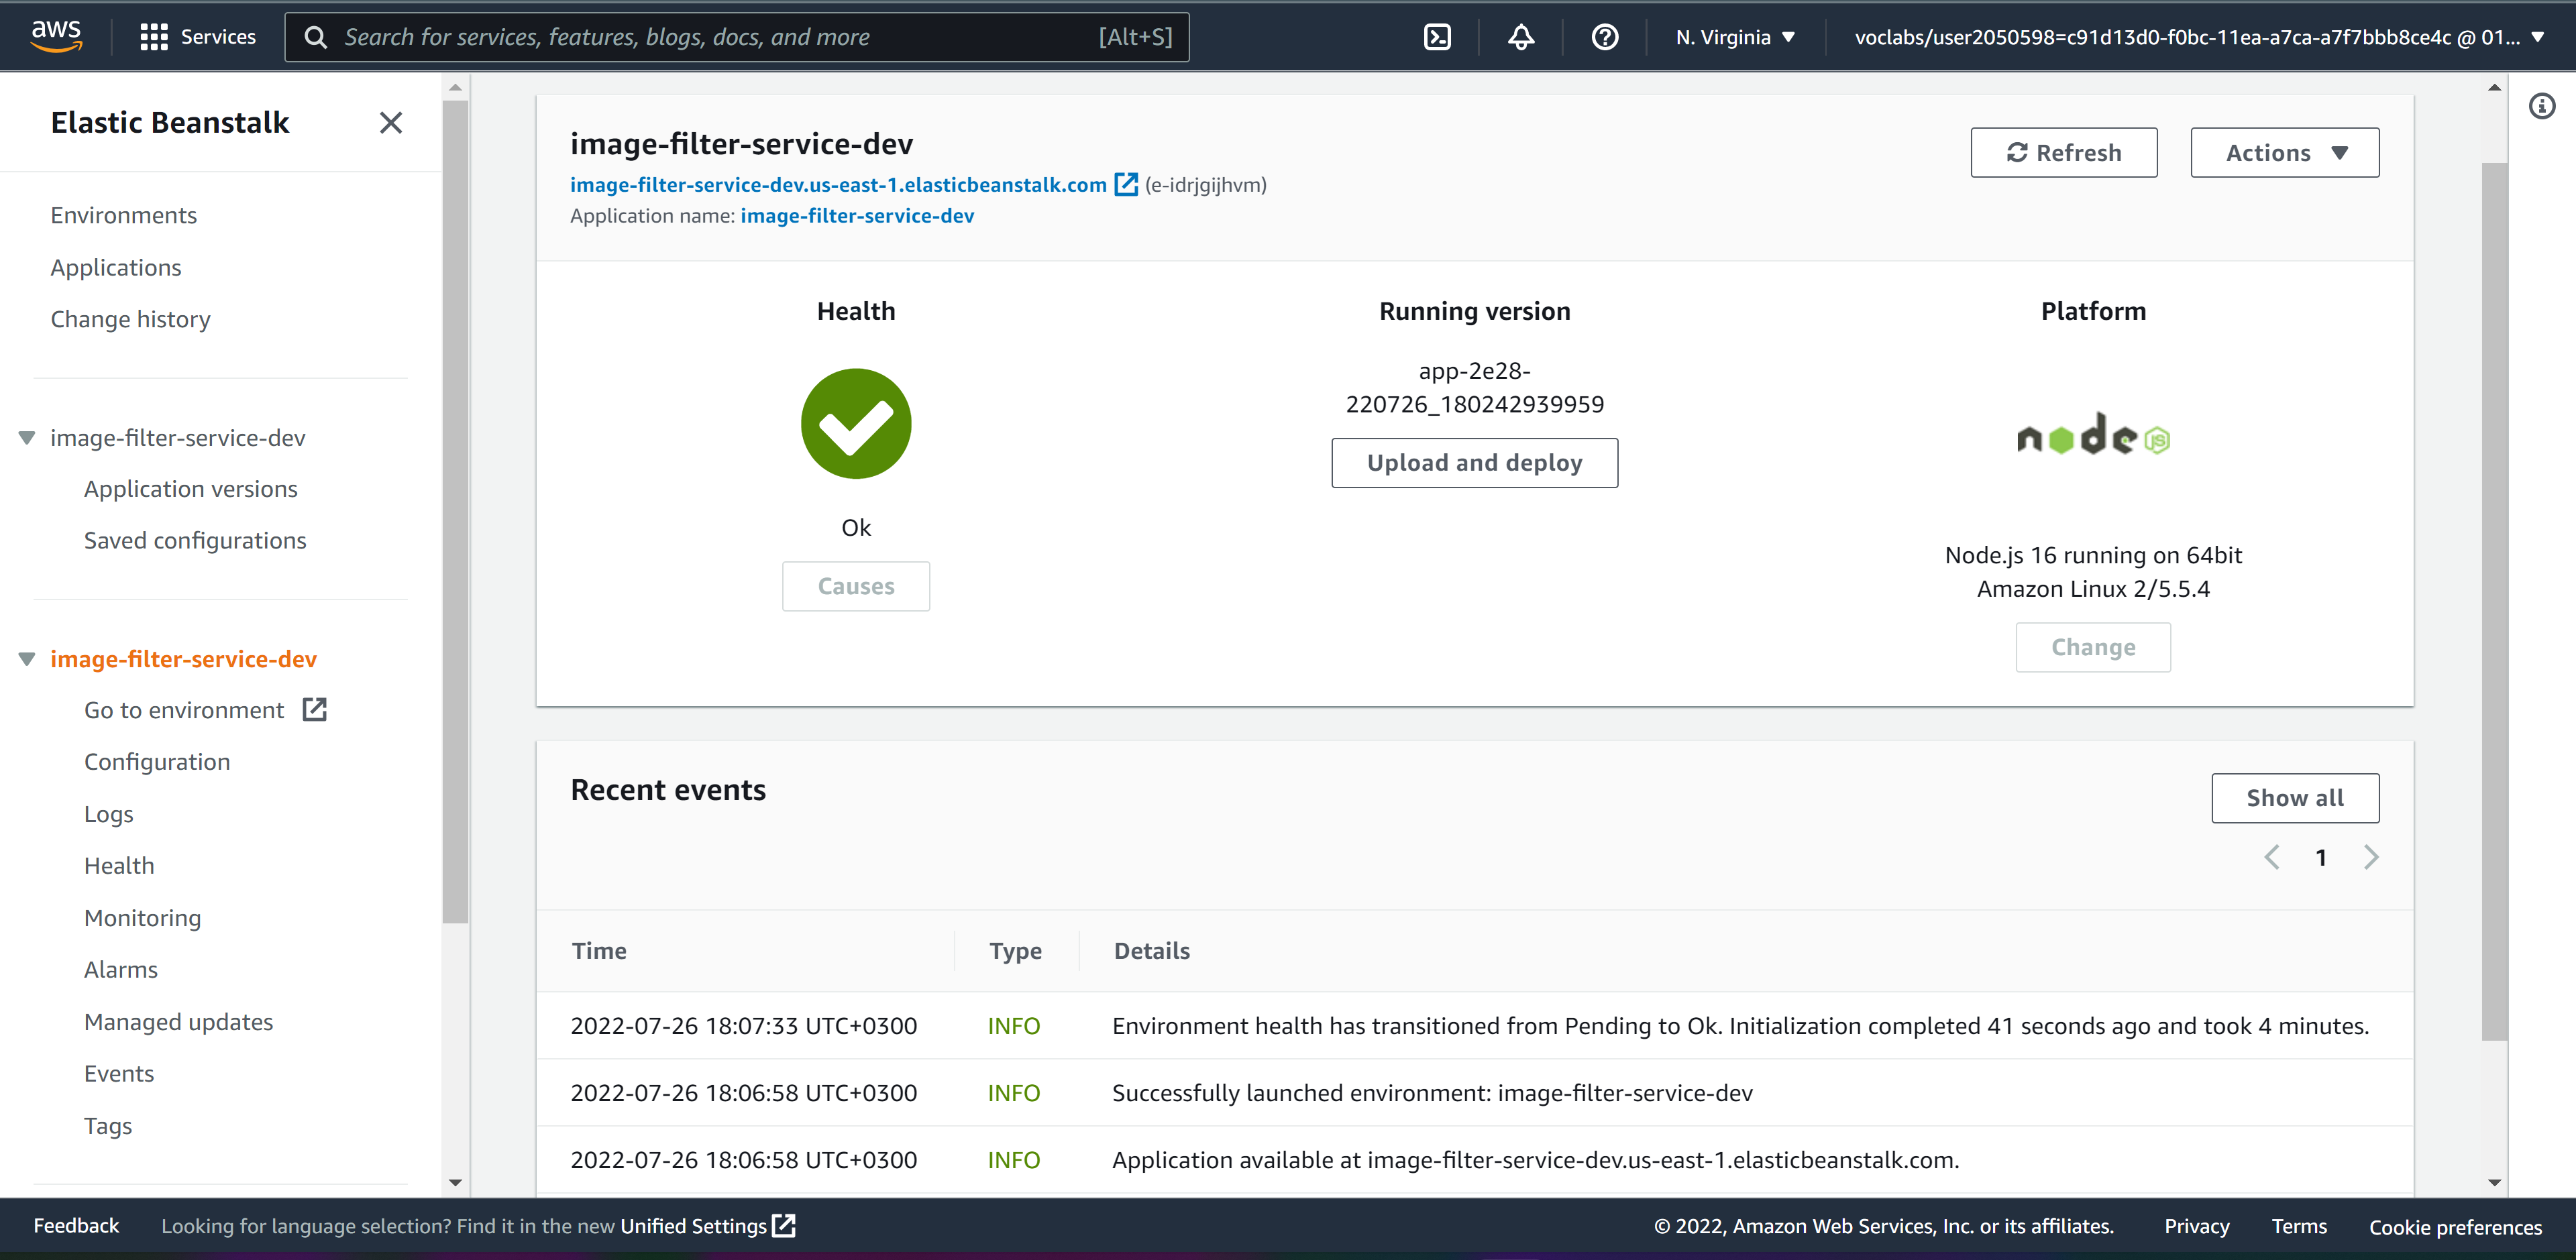 aws
Services
Search for services, features, blogs, docs, and more
[Alt+S]
N. Virginia
voclabs/user2050598=c91d13d0-f0bc-11ea-a7ca-a7f7bbb8ce4c @ 01...
Elastic Beanstalk
Environments
Applications
Change history
image-filter-service-dev
Application versions
Saved configurations
image-filter-service-dev
Go to environment
Configuration
Logs
Health
Monitoring
Alarms
Managed updates
Events
Tags
image-filter-service-dev
image-filter-service-dev.us-east-1.elasticbeanstalk.com (e-idrjgijhvm)
Application name: image-filter-service-dev
Refresh
Actions
Health
Ok
Causes
Running version
app-2e28-
220726_180242939959
Upload and deploy
Platform
node JS
Node.js 16 running on 64bit
Amazon Linux 2/5.5.4
Change
Recent events
Show all
1
Time Type Details
2022-07-26 18:07:33 UTC+0300 INFO Environment health has transitioned from Pending to Ok. Initialization completed 41 seconds ago and took 4 minutes.
2022-07-26 18:06:58 UTC+0300 INFO Successfully launched environment: image-filter-service-dev
2022-07-26 18:06:58 UTC+0300 INFO Application available at image-filter-service-dev.us-east-1.elasticbeanstalk.com.
Feedback
Looking for language selection? Find it in the new Unified Settings
© 2022, Amazon Web Services, Inc. or its affiliates.
Privacy
Terms
Cookie preferences